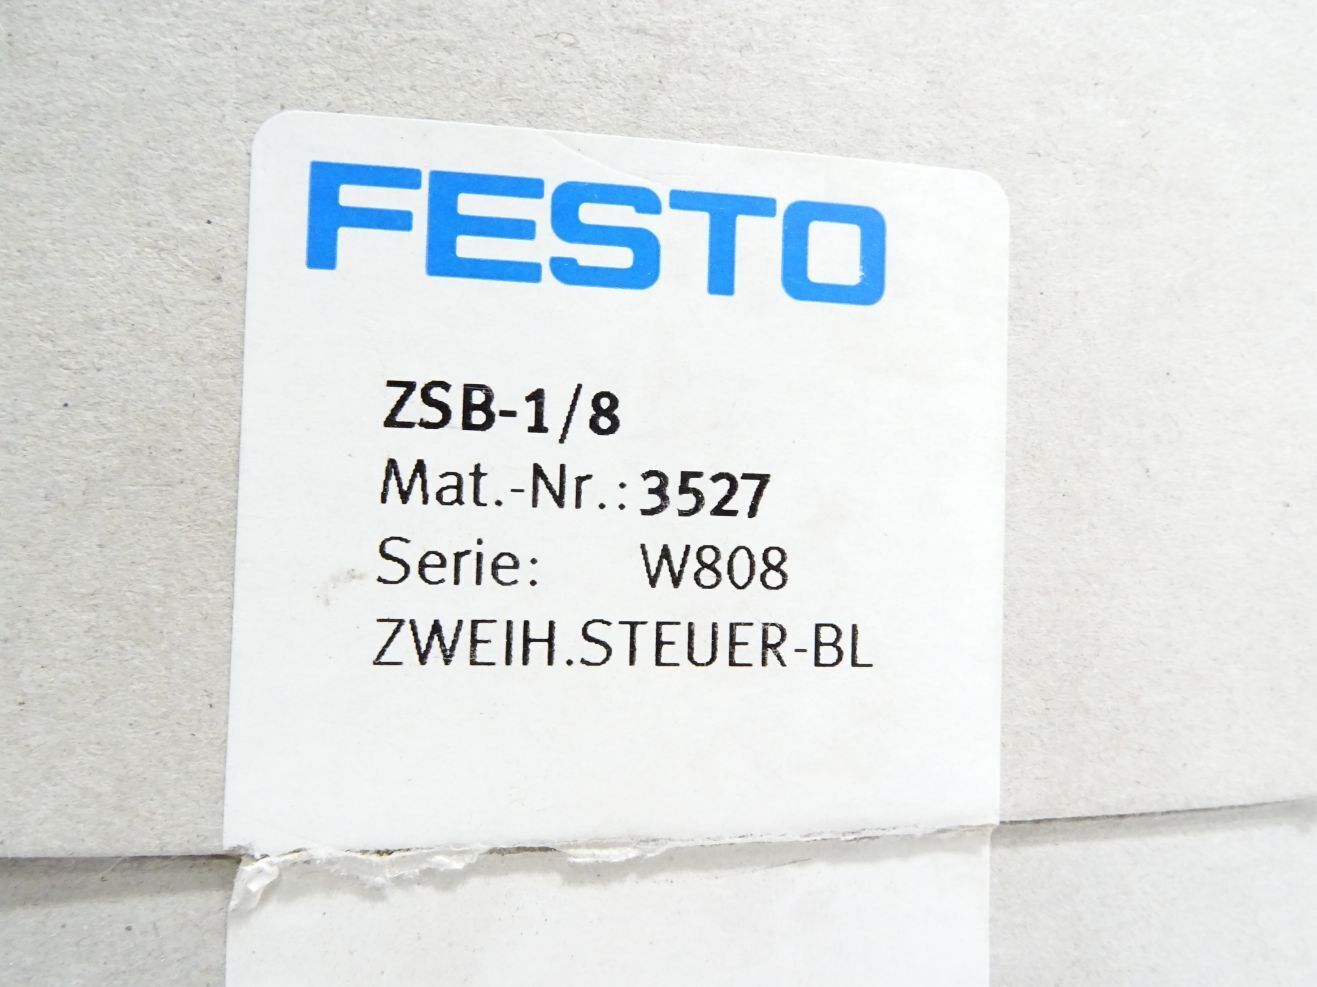 FESTO
ZSB-1/8
Mat.-Nr.: 3527
Serie: W808
ZWEIH.STEUER-BL